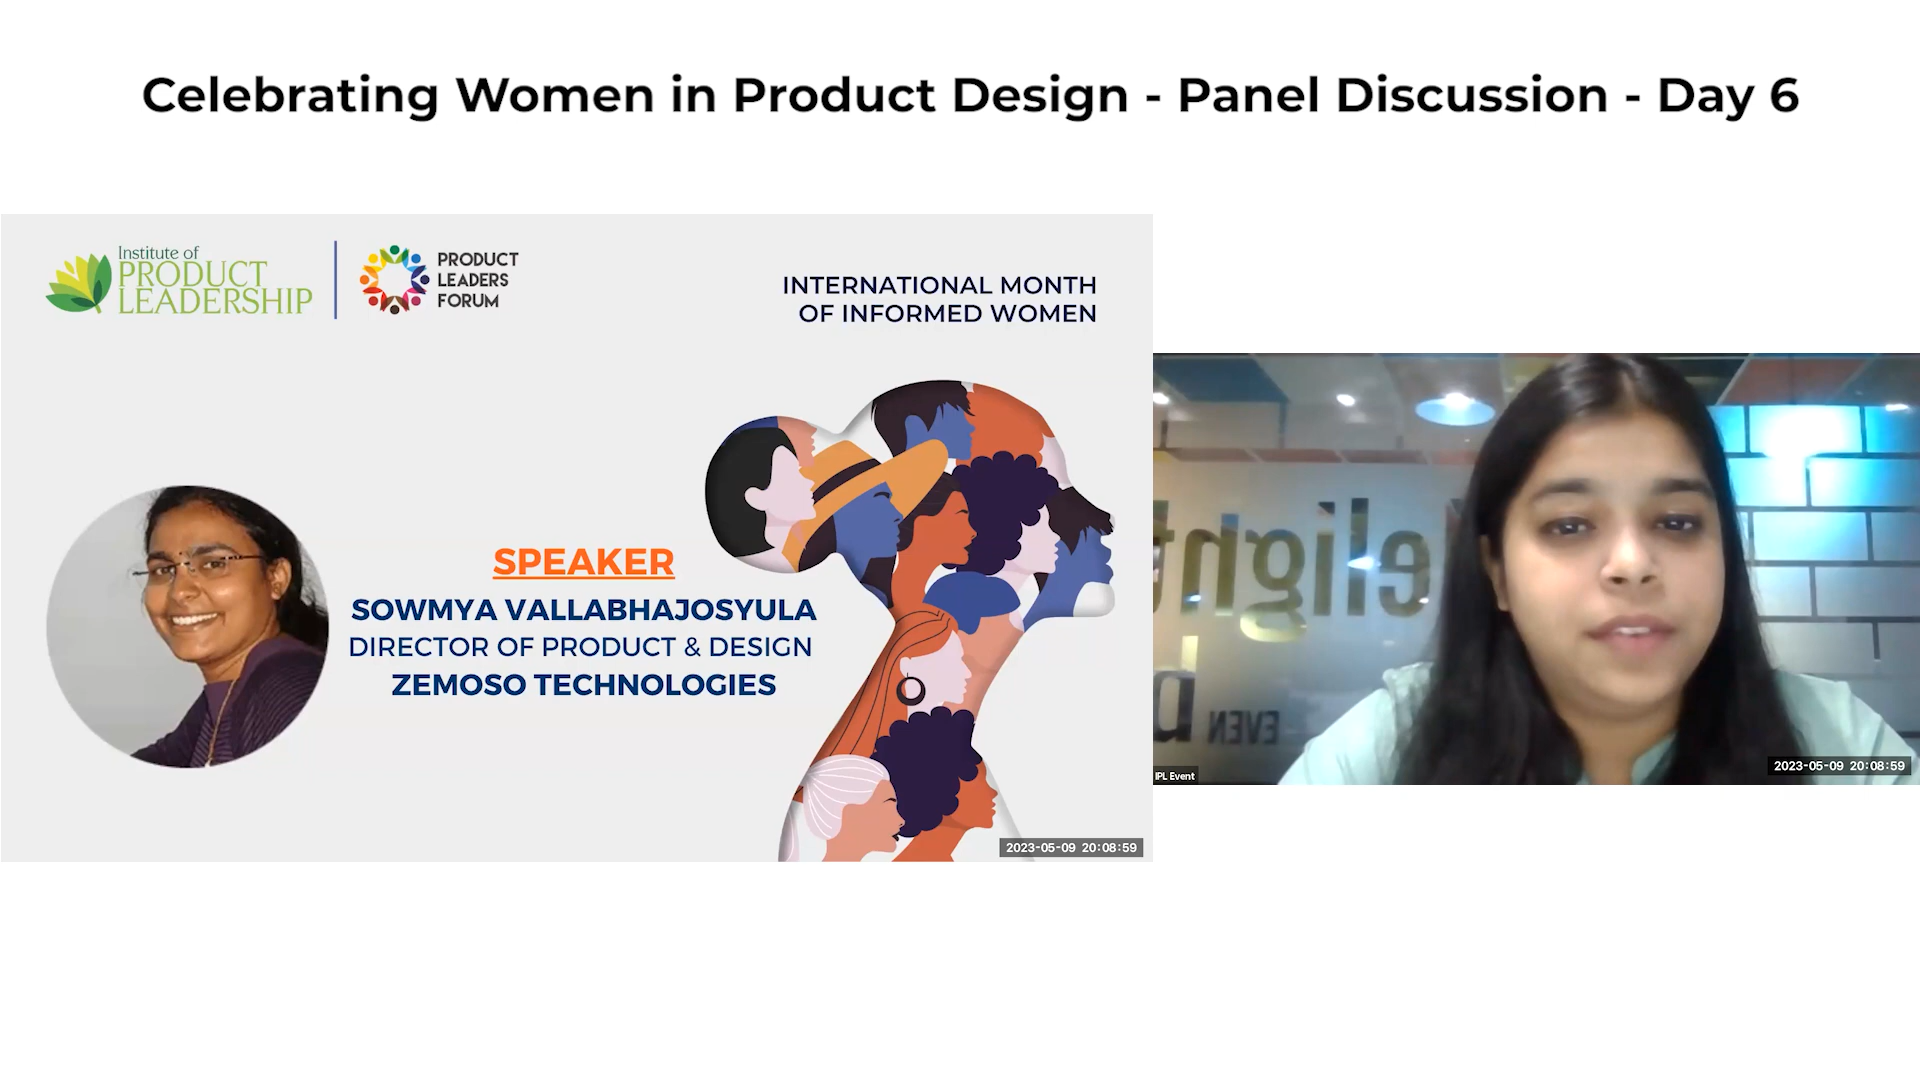 Celebrating Women in Product Design - Panel Discussion - Day 6
Institute of
PRODUCT
LEADERSHIP
PRODUCT
LEADERS
FORUM
INTERNATIONAL MONTH
OF INFORMED WOMEN
SPEAKER
SOWMYA VALLABHAJOSYULA
DIRECTOR OF PRODUCT & DESIGN
ZEMOSO TECHNOLOGIES
2023-05-09 20:08:59
EVEN
IPL Event
2023-05-09 20:08:59